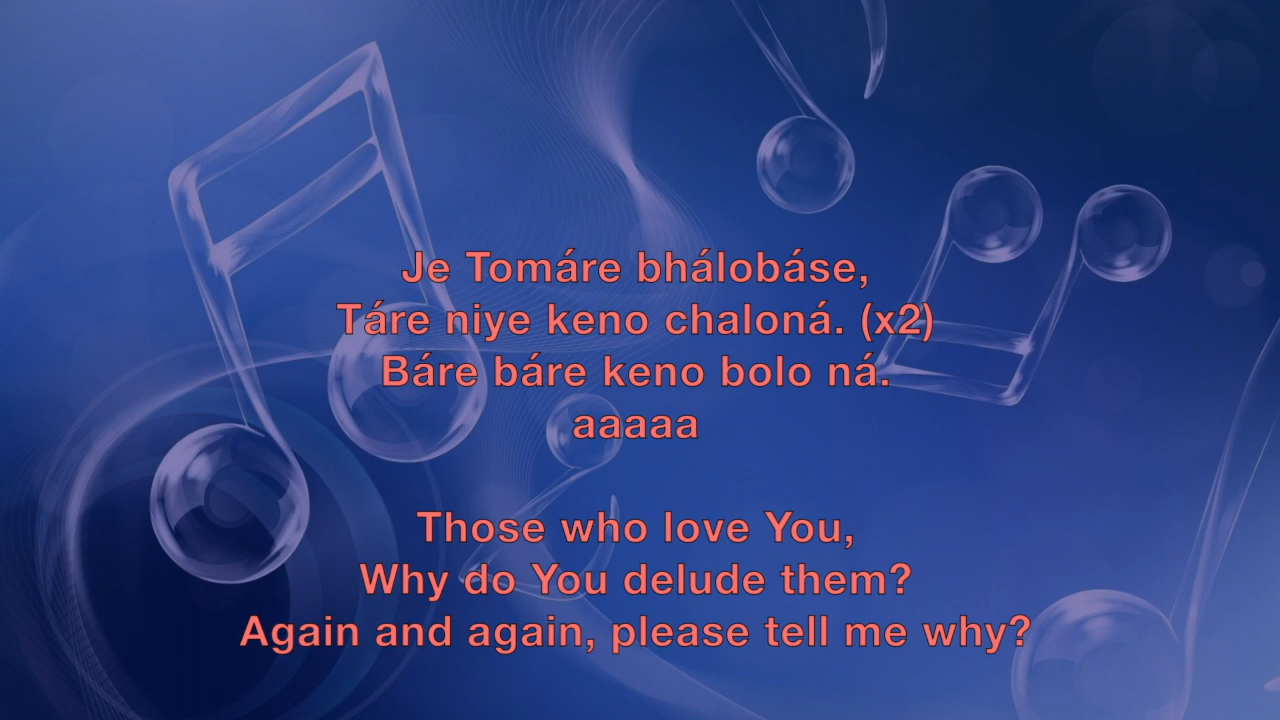 Je Tomáre bhálobáse,
Táre niye keno chaloná. (x2)
Báre báre keno bolo ná.
aaaaa
Those who love You,
Why do You delude them?
Again and again, please tell me why?